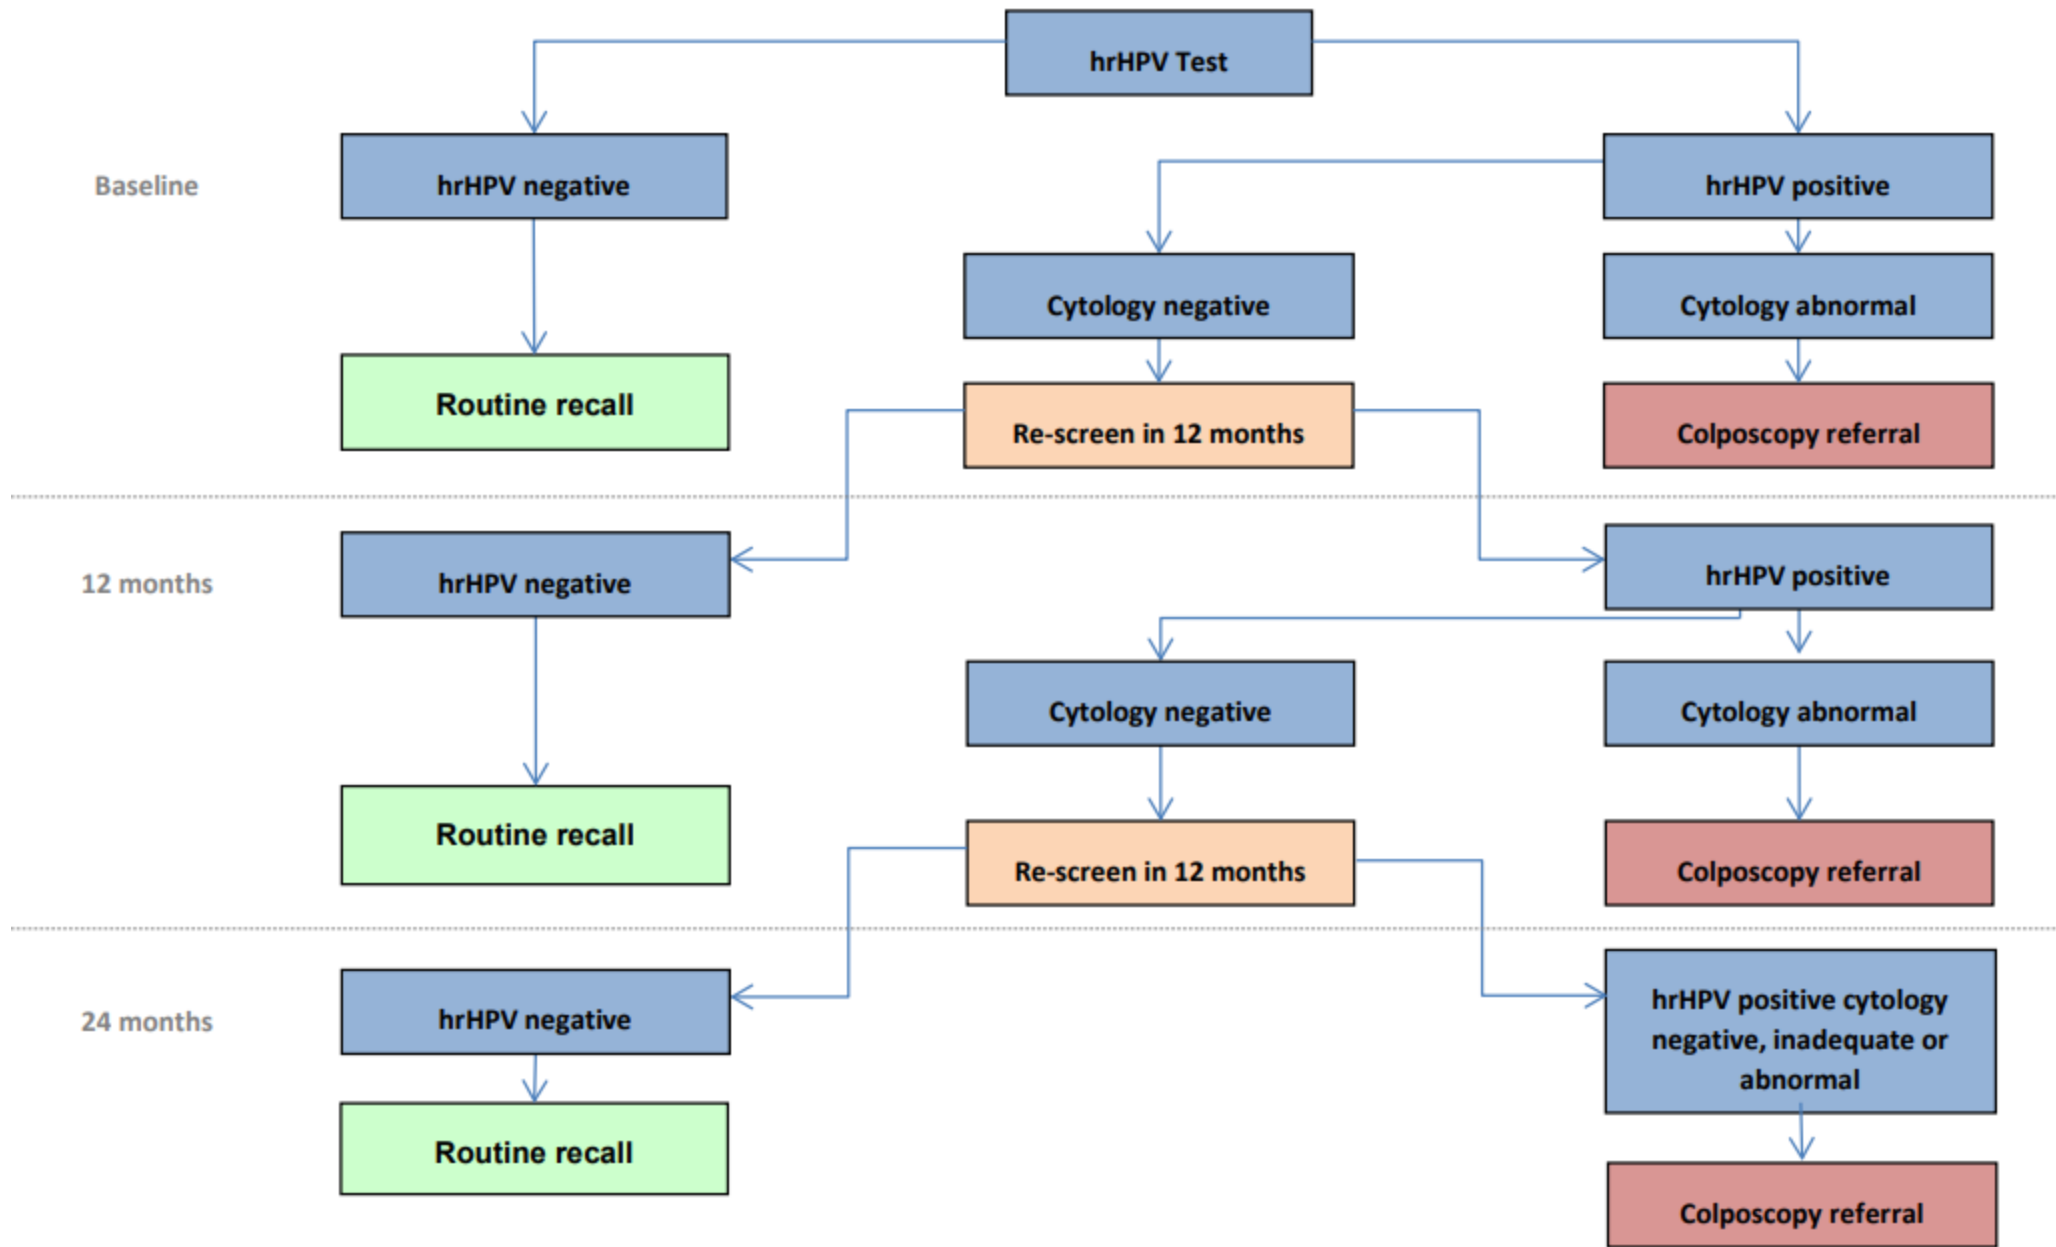 hrHPV Test
Baseline
hrHPV negative
hrHPV positive
Cytology negative
Cytology abnormal
Routine recall
Re-screen in 12 months
Colposcopy referral
12 months
hrHPV negative
hrHPV positive
Cytology negative
Cytology abnormal
Routine recall
Re-screen in 12 months
Colposcopy referral
24 months
hrHPV negative
hrHPV positive cytology
negative, inadequate or
abnormal
Routine recall
Colposcopy referral